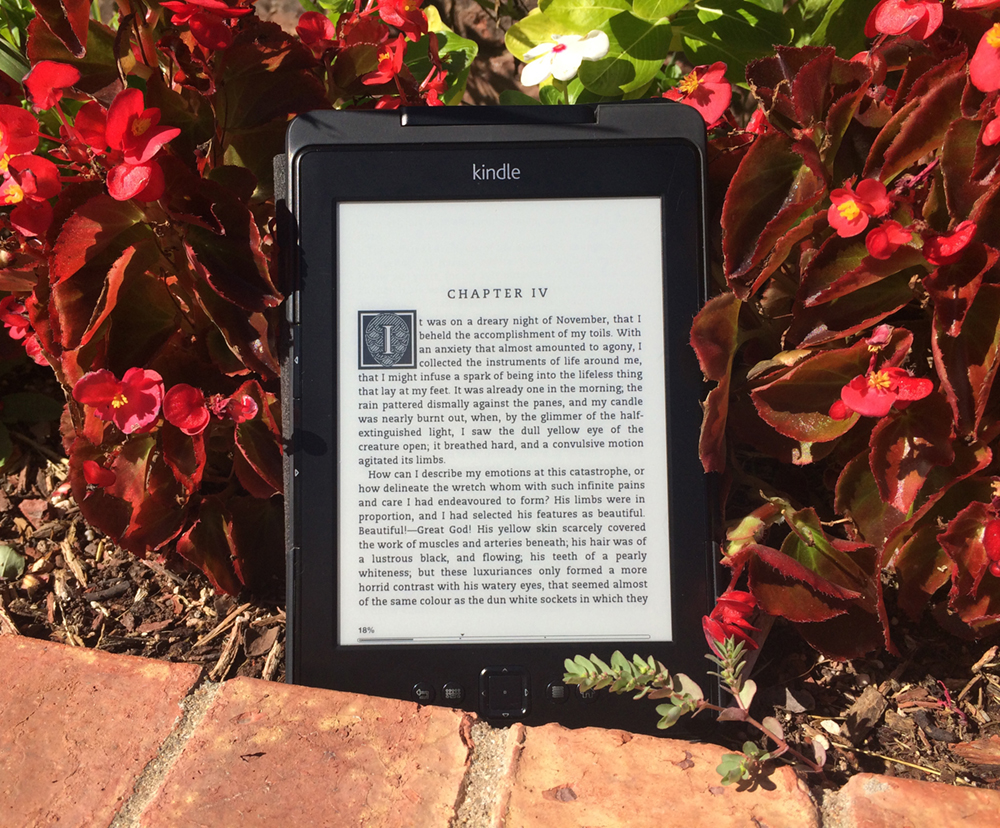 kindle
CHAPTER IV
It was on a dreary night of November, that I
beheld the accomplishment of my toils. With
an anxiety that almost amounted to agony, I
collected the instruments of life around me,
that I might infuse a spark of being into the lifeless thing
that lay at my feet. It was already one in the morning; the
rain pattered dismally against the panes, and my candle
was nearly burnt out, when, by the glimmer of the half-
extinguished light, I saw the dull yellow eye of the
creature open; it breathed hard, and a convulsive motion
agitated its limbs.
How can I describe my emotions at this catastrophe, or
how delineate the wretch whom with such infinite pains
and care I had endeavoured to form? His limbs were in
proportion, and I had selected his features as beautiful.
Beautiful!—Great God! His yellow skin scarcely covered
the work of muscles and arteries beneath; his hair was of
a lustrous black, and flowing; his teeth of a pearly
whiteness; but these luxuriances only formed a more
horrid contrast with his watery eyes, that seemed almost
of the same colour as the dun white sockets in which they
18%